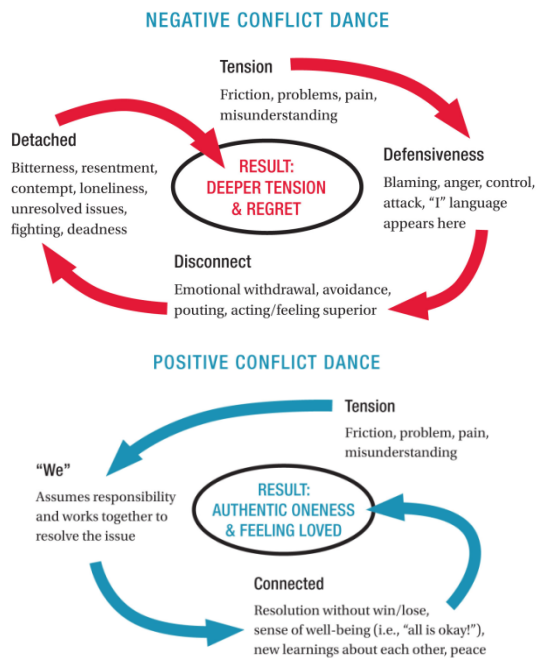 NEGATIVE CONFLICT DANCE
Tension
Friction, problems, pain,
misunderstanding
Defensiveness
Blaming, anger, control,
attack, “I” language
appears here
Disconnect
Emotional withdrawal, avoidance,
pouting, acting/feeling superior
Detached
Bitterness, resentment,
contempt, loneliness,
unresolved issues,
fighting, deadness
RESULT:
DEEPER TENSION
& REGRET
POSITIVE CONFLICT DANCE
Tension
Friction, problem, pain,
misunderstanding
“We”
Assumes responsibility
and works together to
resolve the issue
Connected
Resolution without win/lose,
sense of well-being (i.e., “all is okay!”),
new learnings about each other, peace
RESULT:
AUTHENTIC ONENESS
& FEELING LOVED